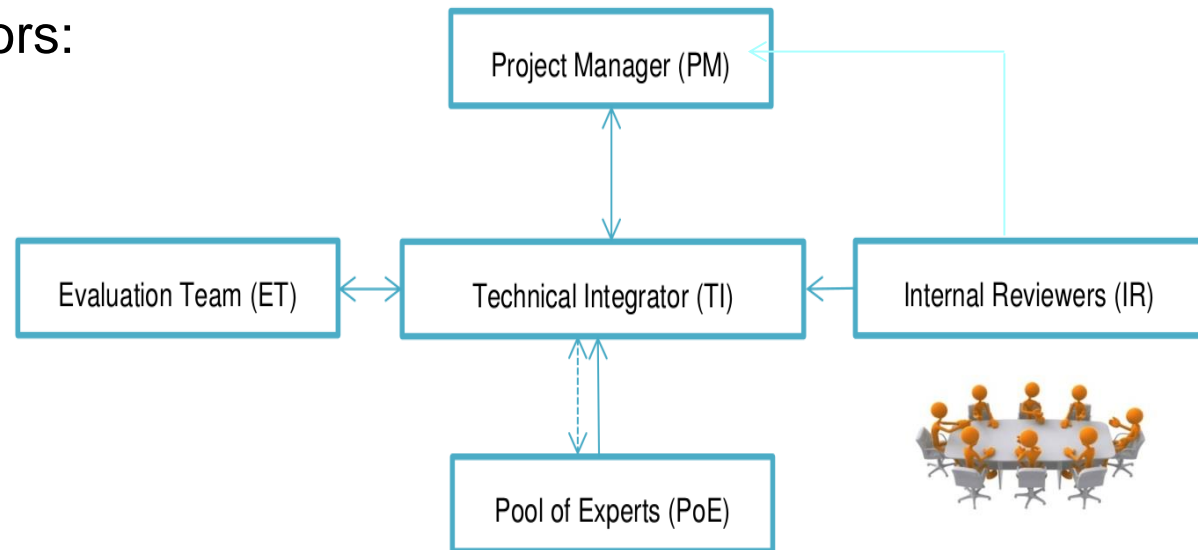 ors:
Project Manager (PM)
Evaluation Team (ET)
Technical Integrator (TI)
Internal Reviewers (IR)
Pool of Experts (PoE)